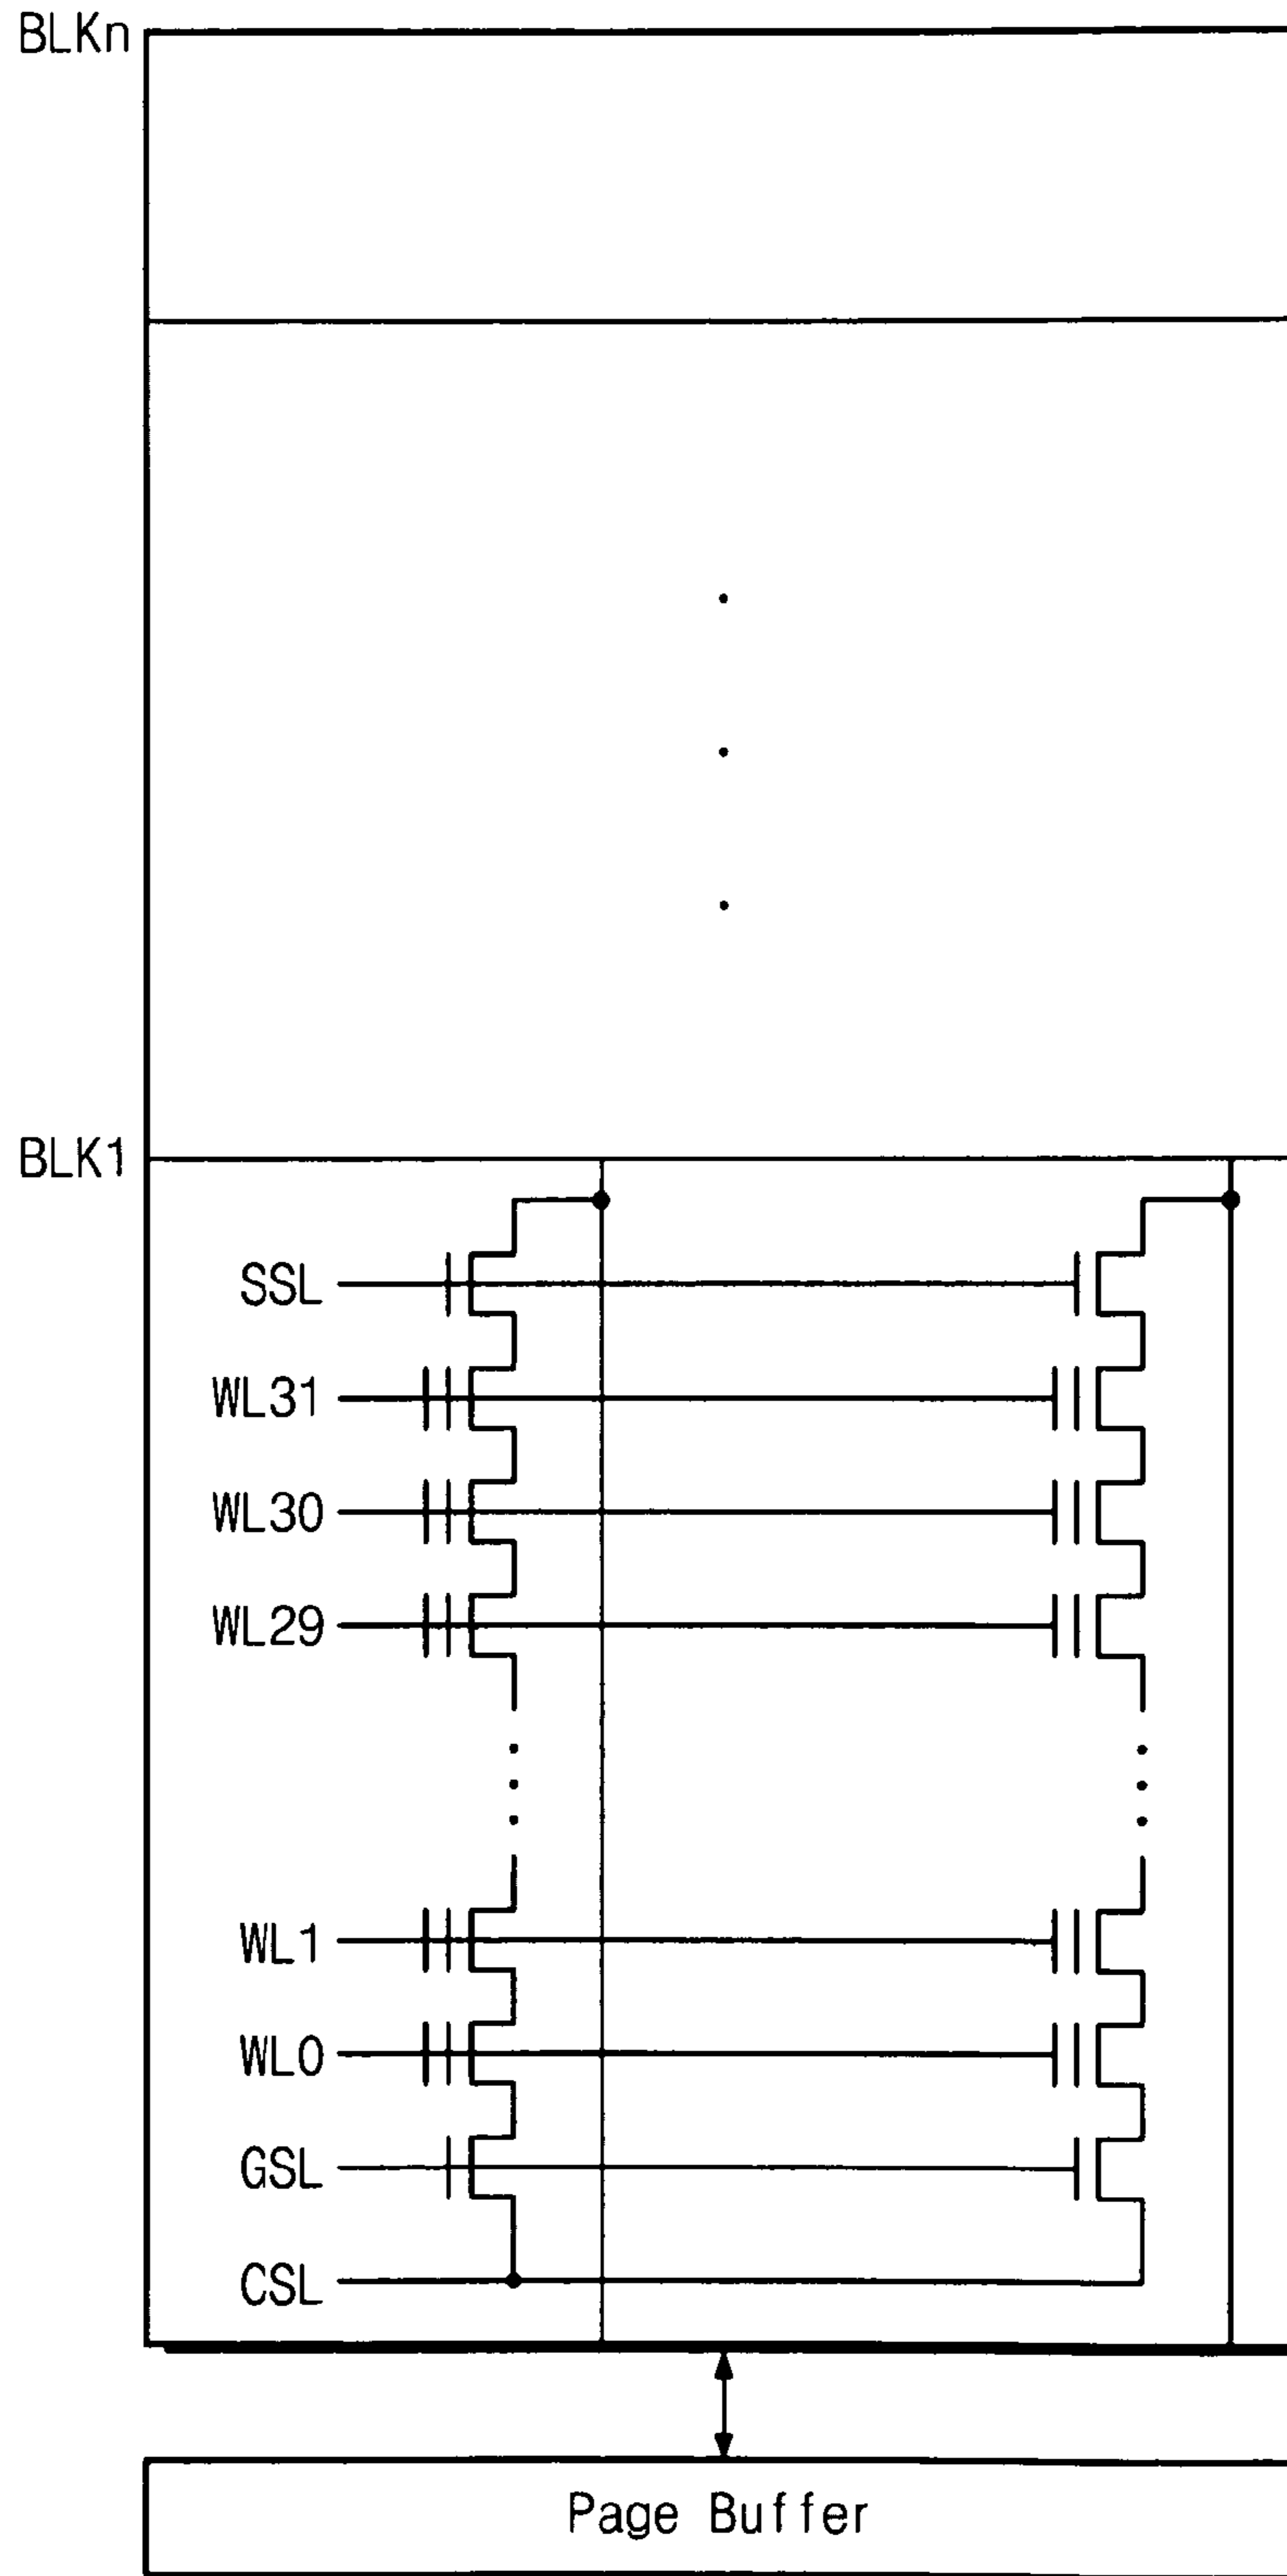 BLKn
BLK1
SSL
WL31
WL30
WL29
WL1
WL0
GSL
CSL
Page Buffer